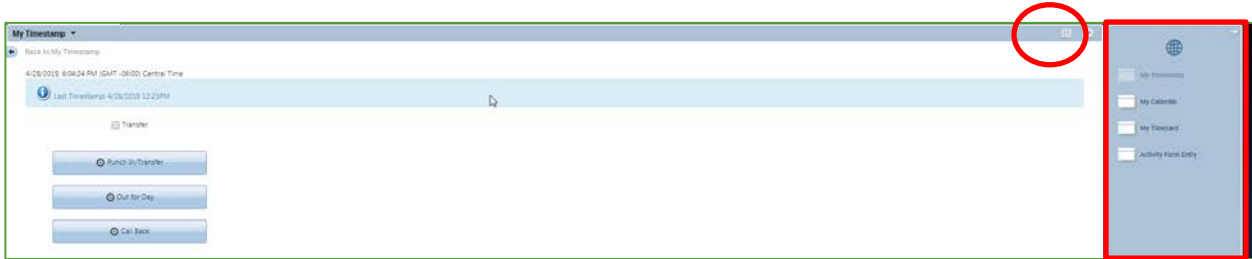 My Timestamp
Back to My Timestamp
4/28/2019, 6:04:24 PM (GMT -06:00) Central Time
Last Timestamp: 4/28/2019 12:23PM
Transfer
Punch In/Transfer
Out for Day
Call Back
My Timestamp
My Calendar
My Timecard
Activity Form Entry